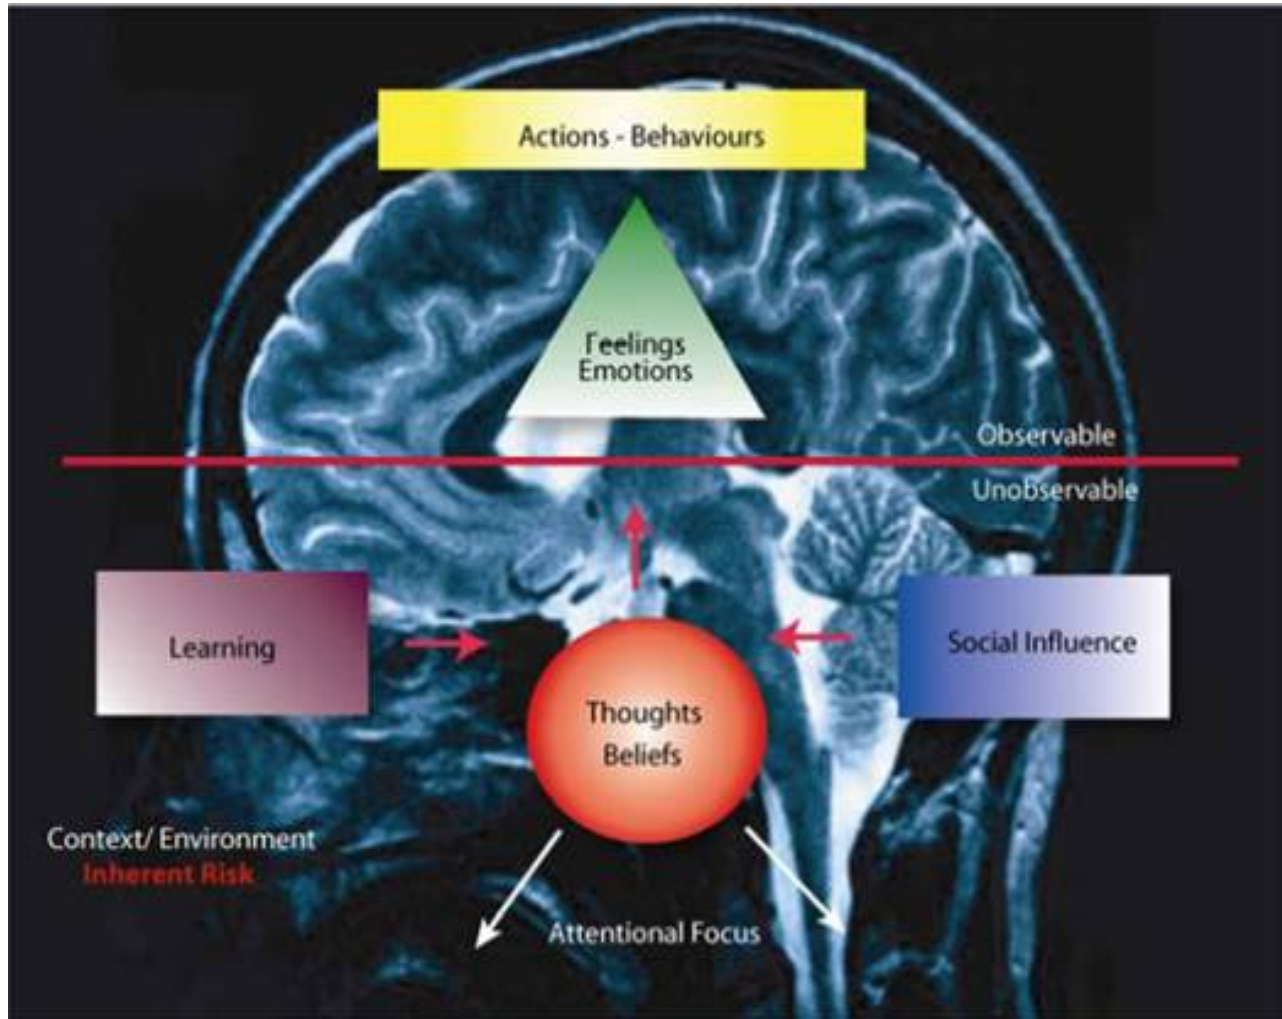 Actions - Behaviours
Feelings
Emotions
Observable
Unobservable
Learning
Social Influence
Thoughts
Beliefs
Context/ Environment
Inherent Risk
Attentional Focus